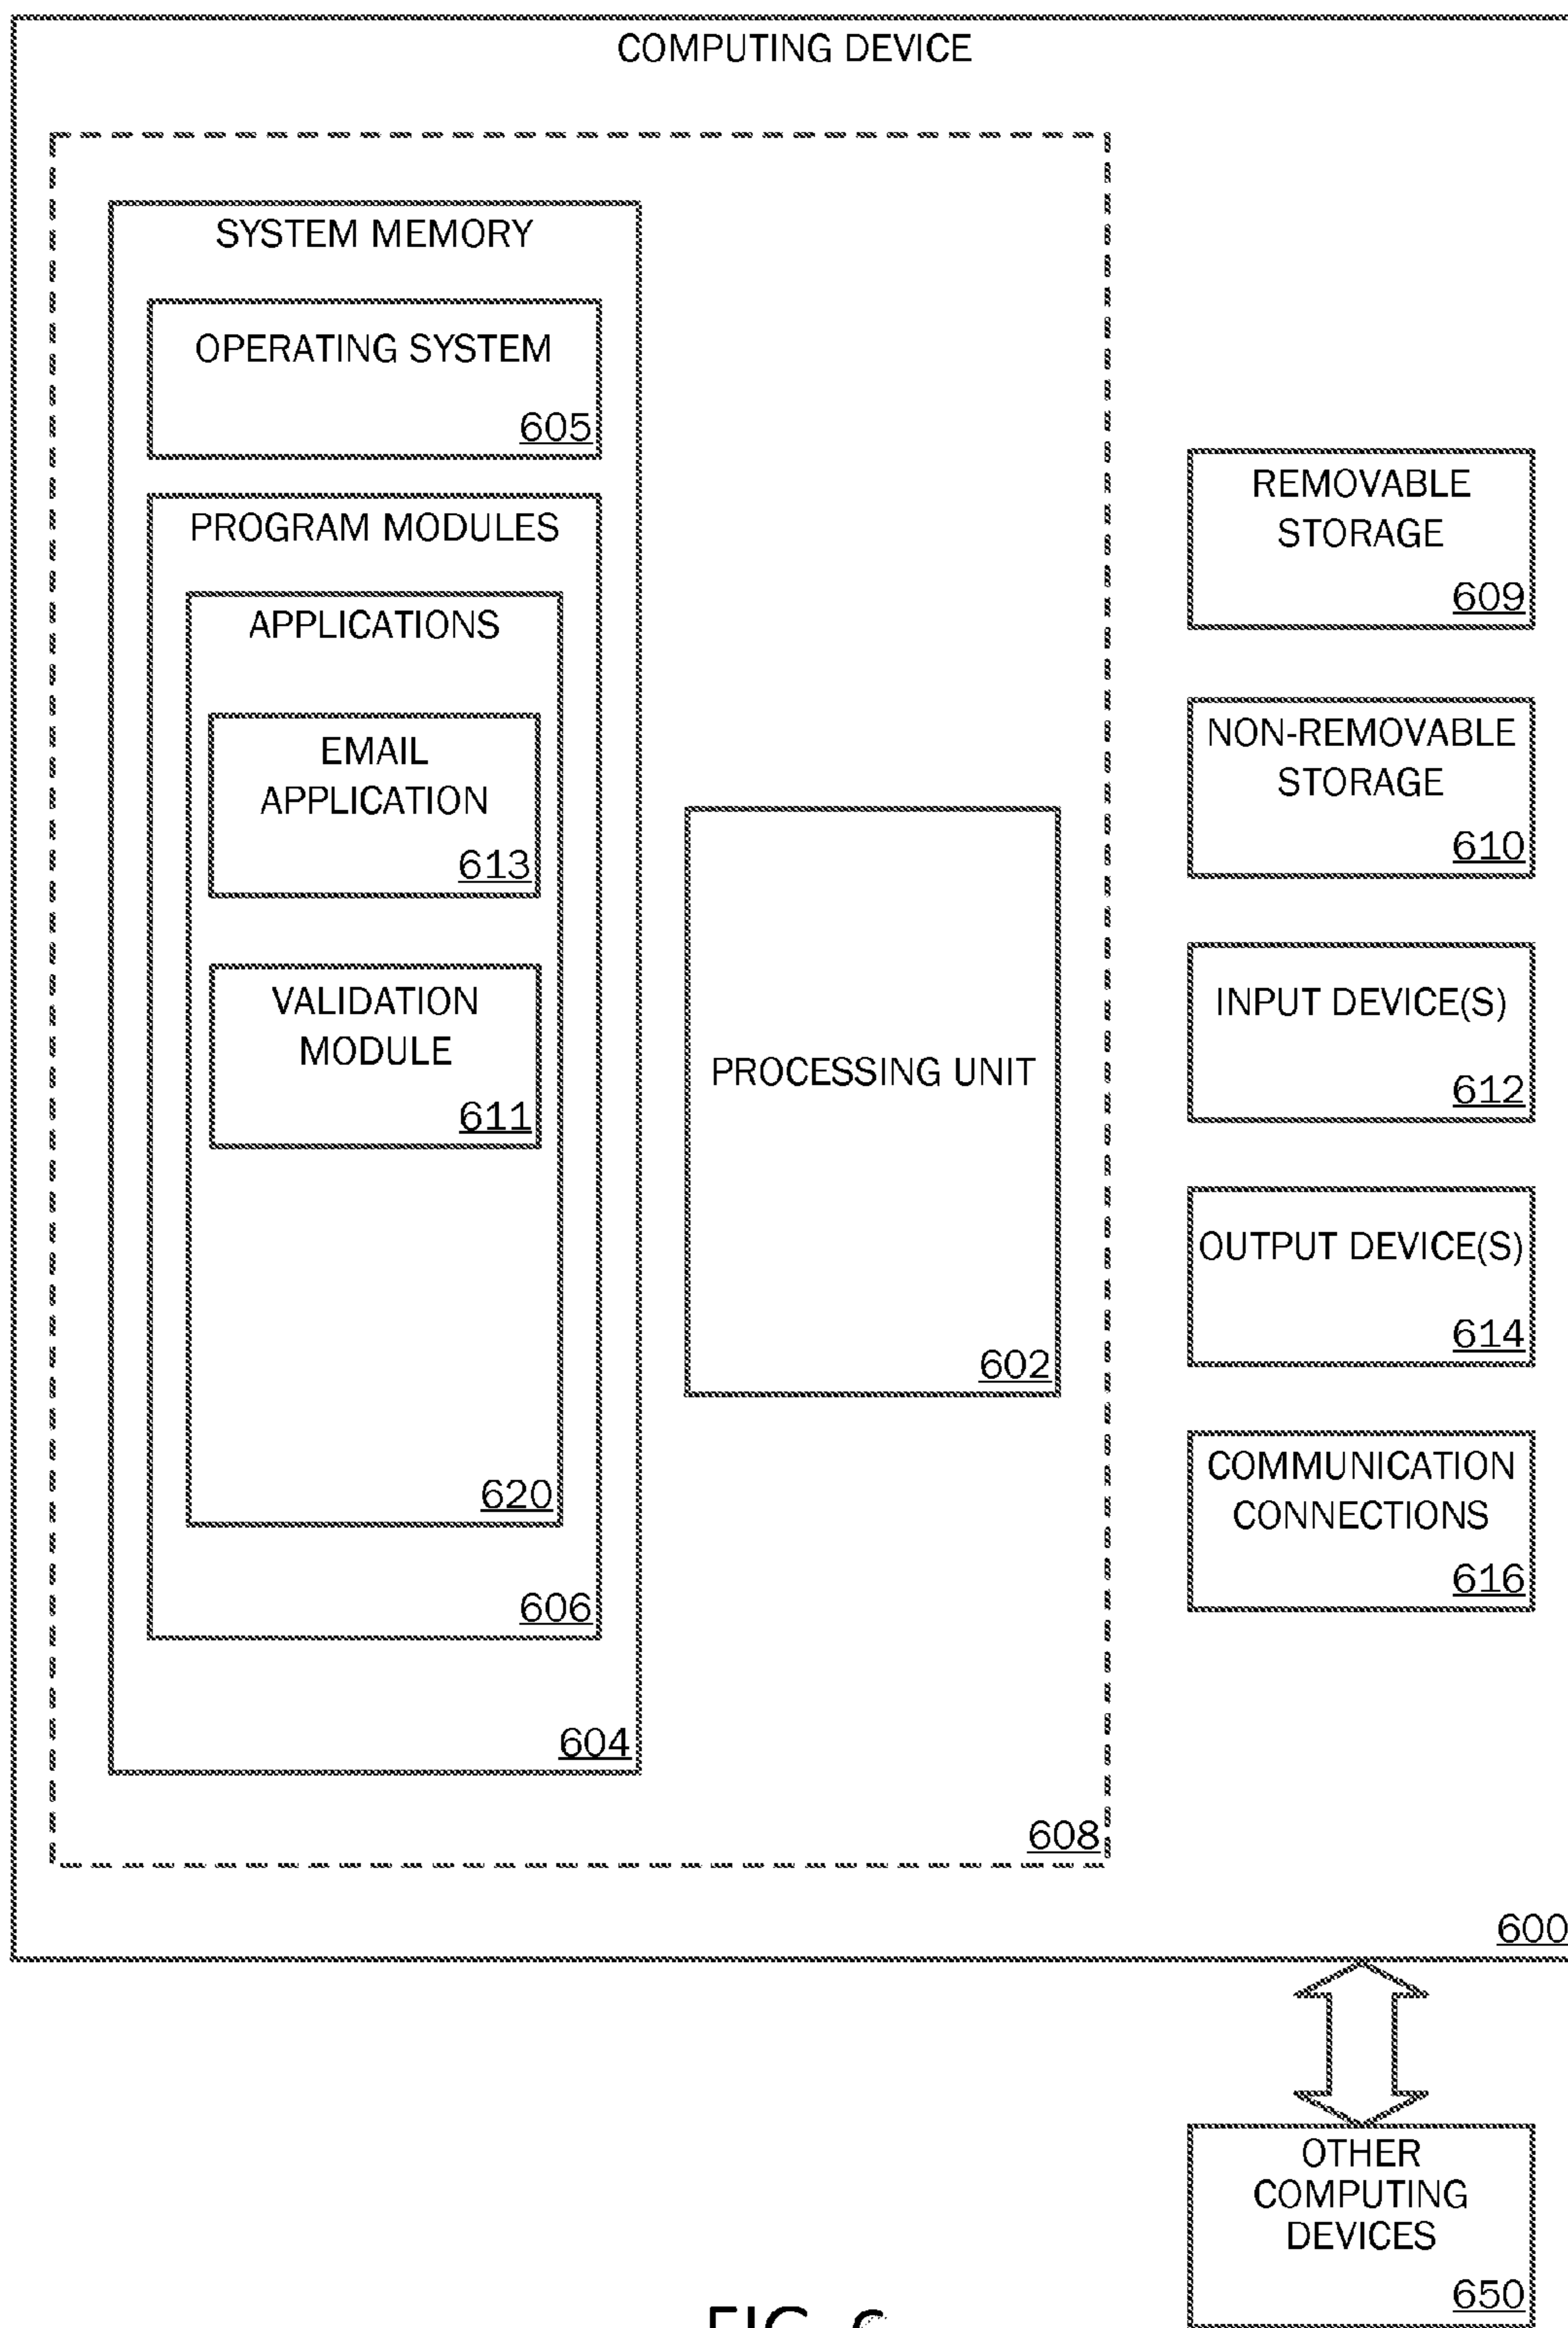 COMPUTING DEVICE
SYSTEM MEMORY
OPERATING SYSTEM
605
PROGRAM MODULES
APPLICATIONS
EMAIL
APPLICATION
613
VALIDATION
MODULE
611
620
606
604
PROCESSING UNIT
602
608
REMOVABLE
STORAGE
609
NON-REMOVABLE
STORAGE
610
INPUT DEVICE(S)
612
OUTPUT DEVICE(S)
614
COMMUNICATION
CONNECTIONS
616
600
OTHER
COMPUTING
DEVICES
650
FIG. 6